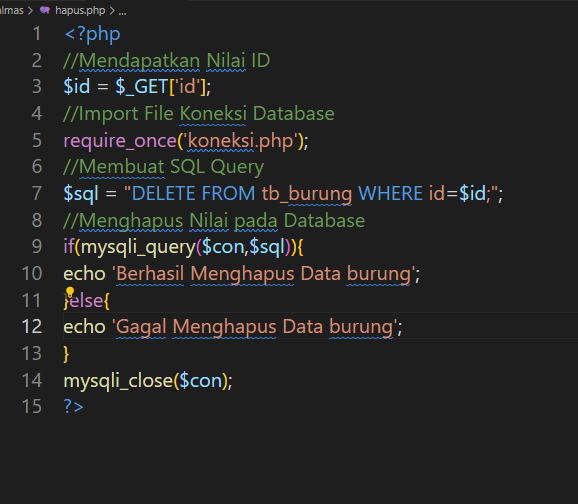 lmas > hapus.php > ...
1 <?php
2 //Mendapatkan Nilai ID
3 $id = $_GET['id'];
4 //Import File Koneksi Database
5 require_once('koneksi.php');
6 //Membuat SQL Query
7 $sql = "DELETE FROM tb_burung WHERE id=$id;";
8 //Menghapus Nilai pada Database
9 if(mysqli_query($con,$sql)){
10 echo 'Berhasil Menghapus Data burung';
11 }else{
12 echo 'Gagal Menghapus Data burung';
13 }
14 mysqli_close($con);
15 ?>